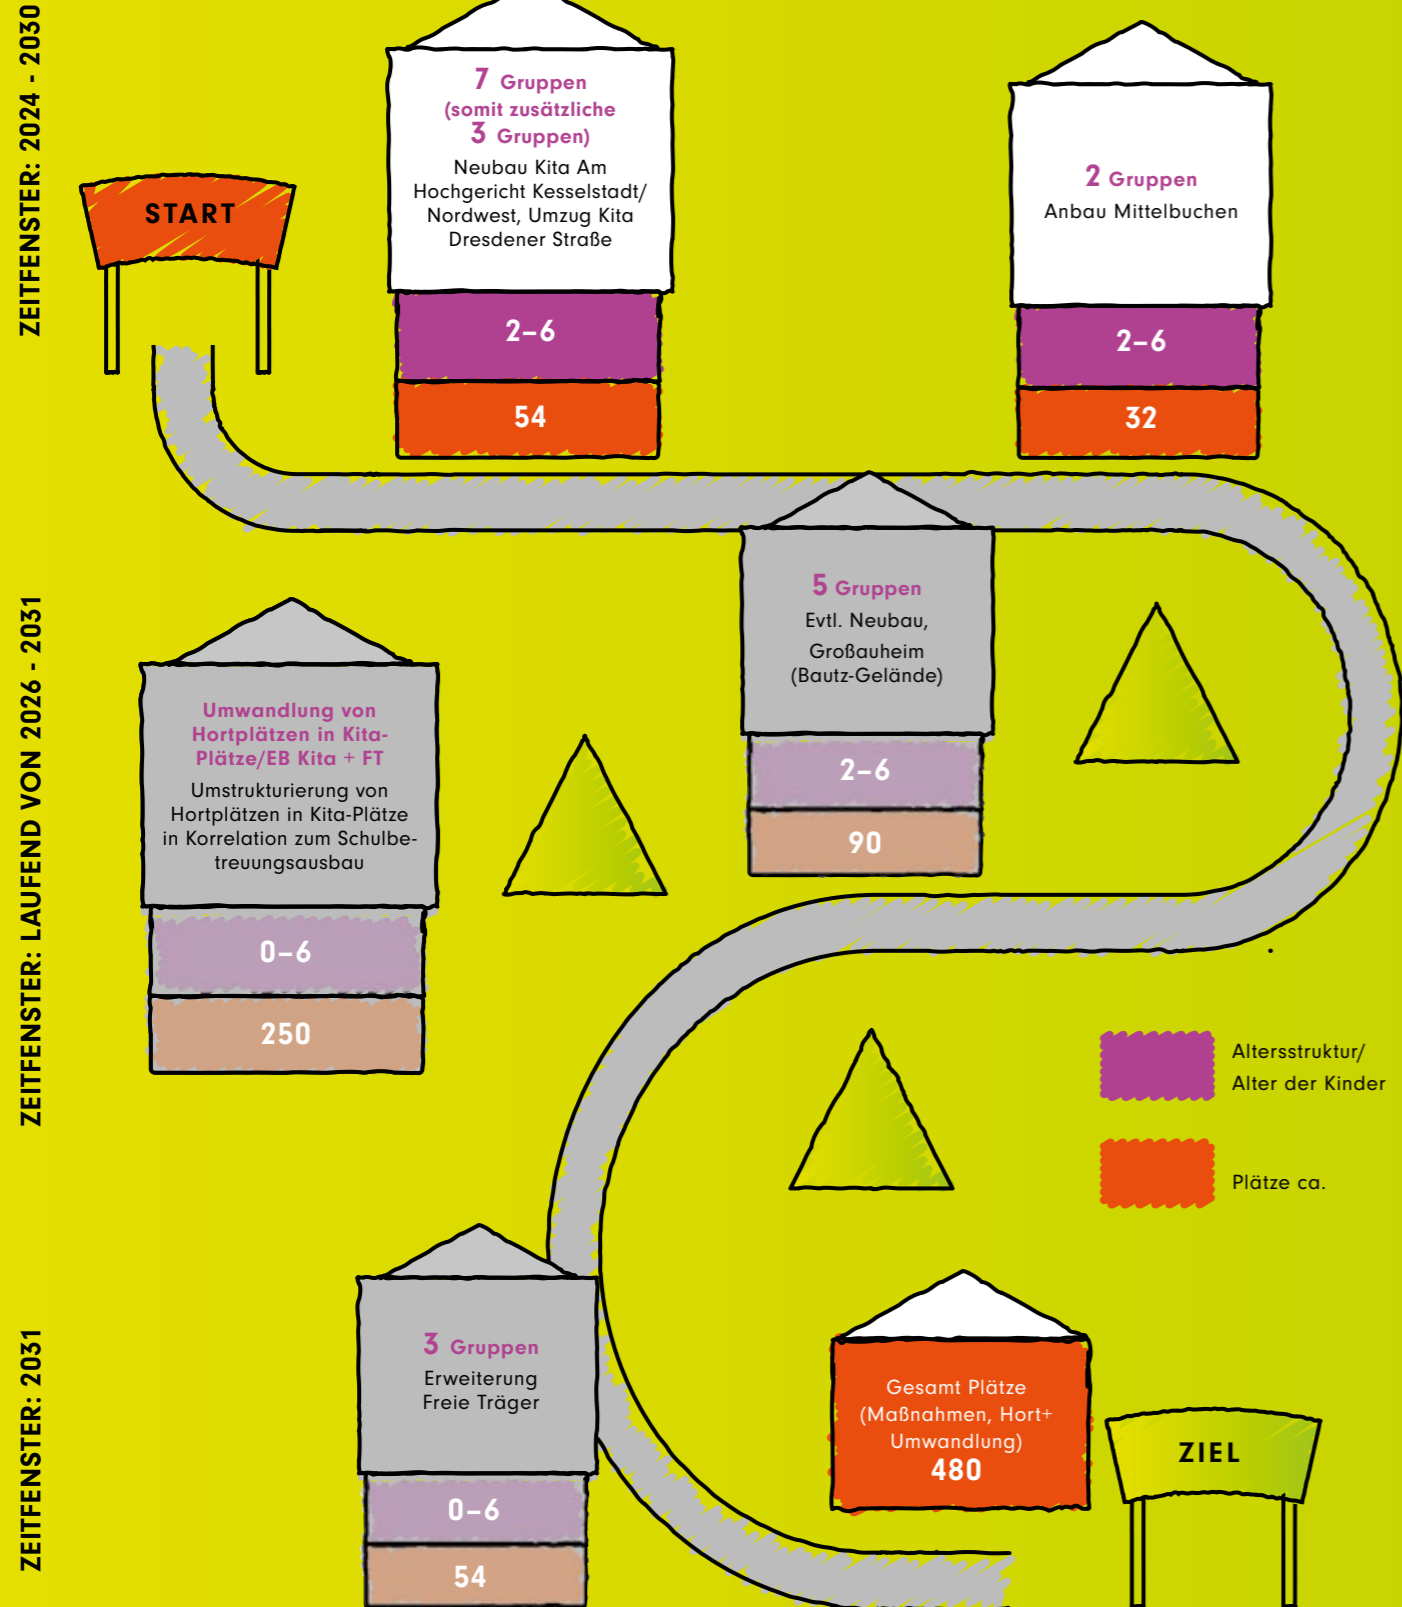 ZEITFENSTER: 2024 - 2030
START
7 Gruppen
(somit zusätzliche
3 Gruppen)
Neubau Kita Am
Hochgericht Kesselstadt/
Nordwest, Umzug Kita
Dresdener Straße
2–6
54
2 Gruppen
Anbau Mittelbuchen
2–6
32
ZEITFENSTER: LAUFEND VON 2026 - 2031
5 Gruppen
Evtl. Neubau,
Großauheim
(Bautz-Gelände)
2–6
90
Umwandlung von
Hortplätzen in Kita-
Plätze/EB Kita + FT
Umstrukturierung von
Hortplätzen in Kita-Plätze
in Korrelation zum Schulbe-
treuungsausbau
0–6
250
Altersstruktur/
Alter der Kinder
Plätze ca.
ZEITFENSTER: 2031
3 Gruppen
Erweiterung
Freie Träger
0–6
54
Gesamt Plätze
(Maßnahmen, Hort+
Umwandlung)
480
ZIEL